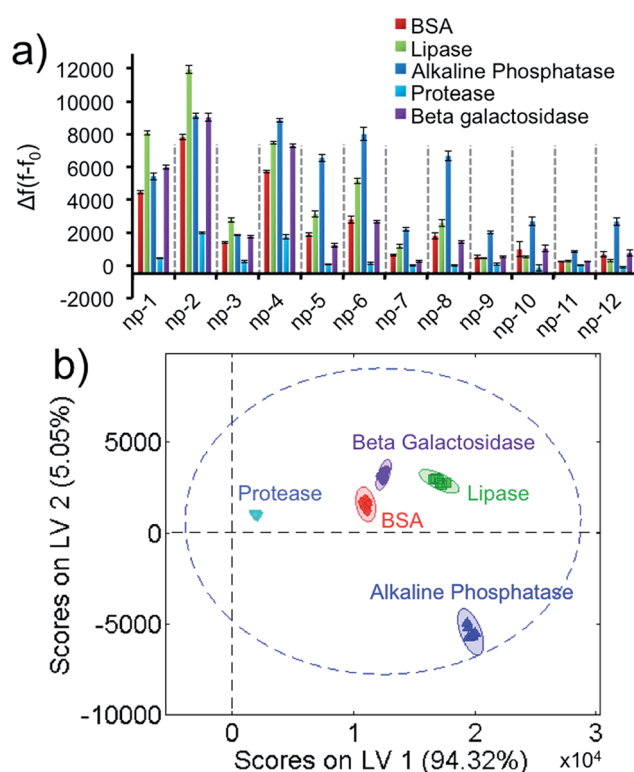 a)
BSA
Lipase
Alkaline Phosphatase
Protease
Beta galactosidase
Δf(f-f₀)
12000
10000
8000
6000
4000
2000
0
-2000
np-1
np-2
np-3
np-4
np-5
np-6
np-7
np-8
np-9
np-10
np-11
np-12
b)
Scores on LV 2 (5.05%)
5000
0
-5000
-10000
Beta Galactosidase
Protease
Lipase
BSA
Alkaline Phosphatase
0 1 2 3
Scores on LV 1 (94.32%) x10⁴